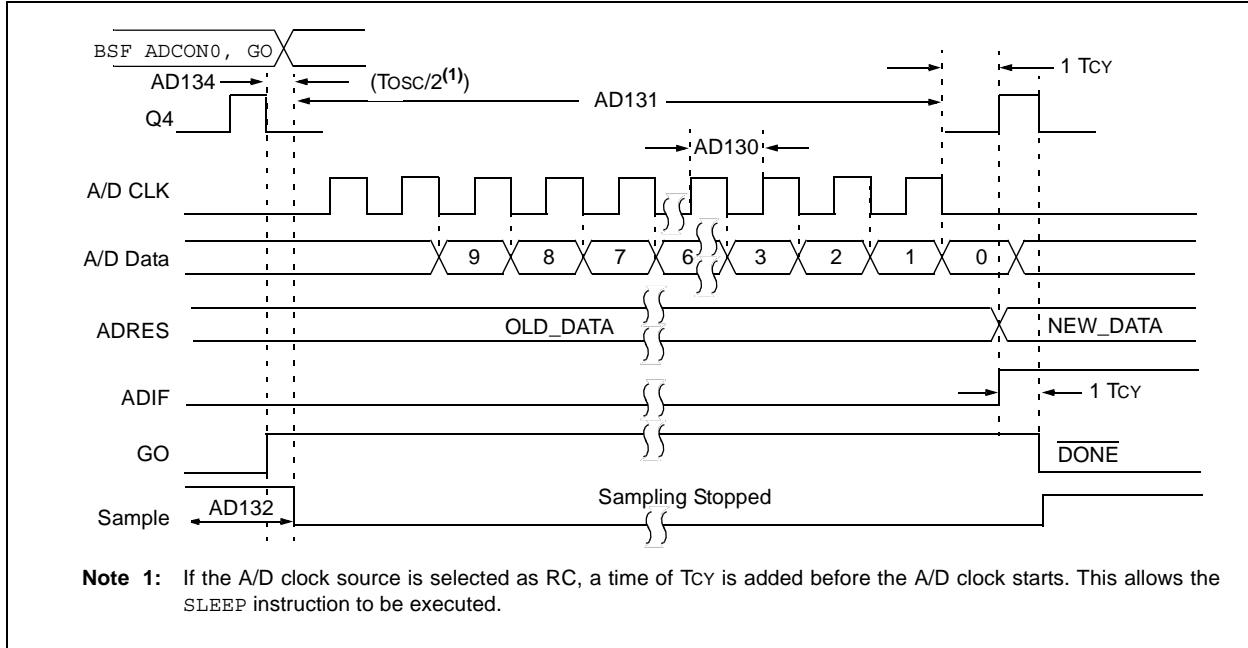 BSF ADCON0, GO
1 TCY
AD134
(TOSC/2(1))
AD131
Q4
AD130
A/D CLK
A/D Data
9
8
7
6
3
2
1
0
ADRES
OLD_DATA
NEW_DATA
ADIF
1 TCY
GO
DONE
Sample
AD132
Sampling Stopped
Note 1: If the A/D clock source is selected as RC, a time of TCY is added before the A/D clock starts. This allows the
SLEEP instruction to be executed.